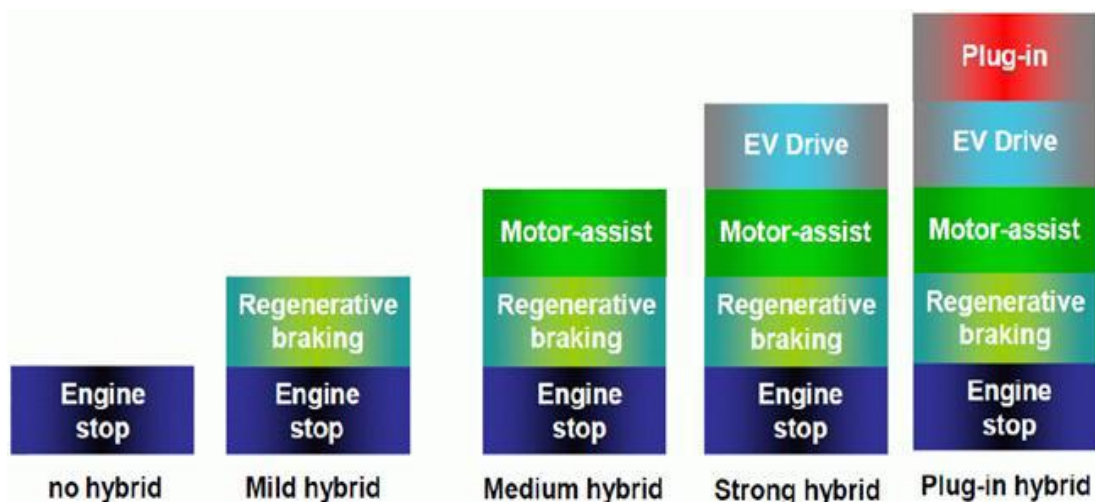 Plug-in
EV Drive
EV Drive
Motor-assist
Motor-assist
Motor-assist
Regenerative
braking
Regenerative
braking
Regenerative
braking
Regenerative
braking
Engine
stop
Engine
stop
Engine
stop
Engine
stop
Engine
stop
no hybrid
Mild hybrid
Medium hybrid
Strong hybrid
Plug-in hybrid